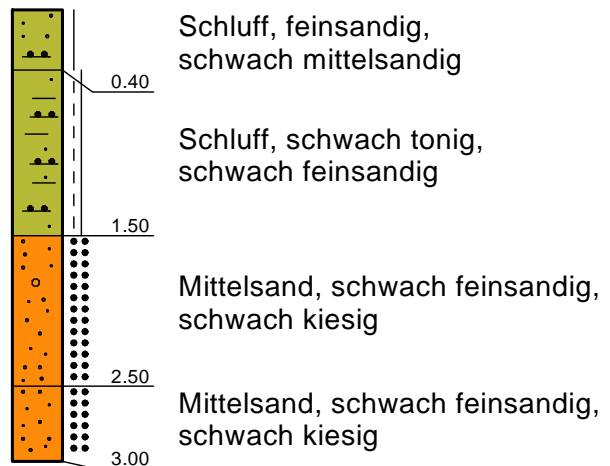 Schluff, feinsandig,
schwach mittelsandig
0.40
Schluff, schwach tonig,
schwach feinsandig
1.50
Mittelsand, schwach feinsandig,
schwach kiesig
2.50
Mittelsand, schwach feinsandig,
schwach kiesig
3.00